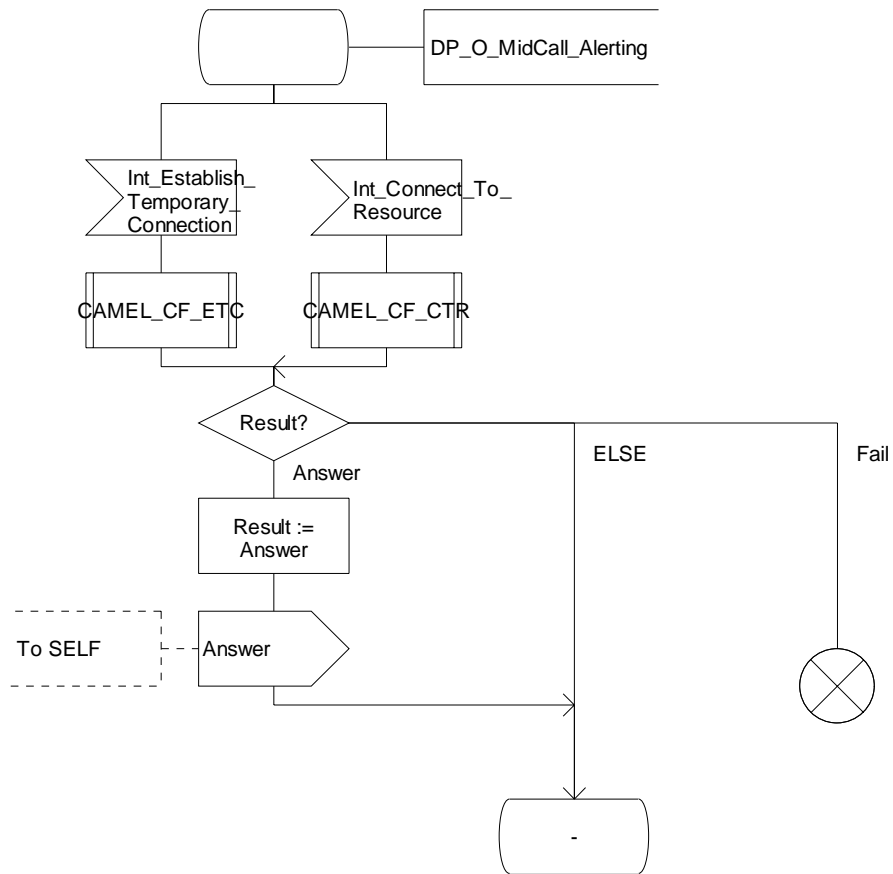 DP_O_MidCall_Alerting
Int_Establish_
Temporary_
Connection
Int_Connect_To_
Resource
CAMEL_CF_ETC
CAMEL_CF_CTR
Result?
ELSE
Fail
Answer
Result :=
Answer
To SELF
Answer
-